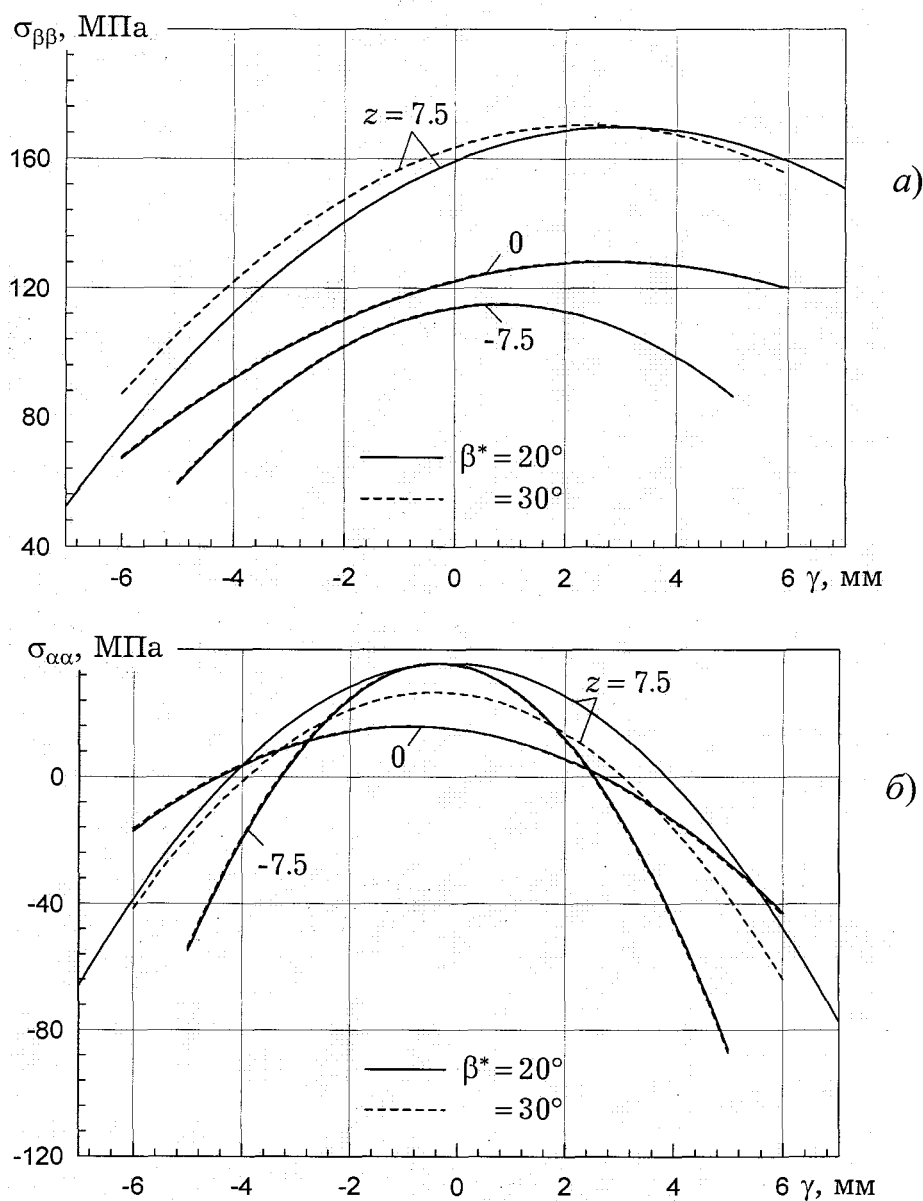 σββ, МПа
z = 7.5
160
а)
0
120
-7.5
80
β* = 20°
= 30°
40
-6 -4 -2 0 2 4 6 γ, мм
σαα, МПа
z = 7.5
0
0
б)
-7.5
-40
-80
β* = 20°
= 30°
-120
-6 -4 -2 0 2 4 6 γ, мм